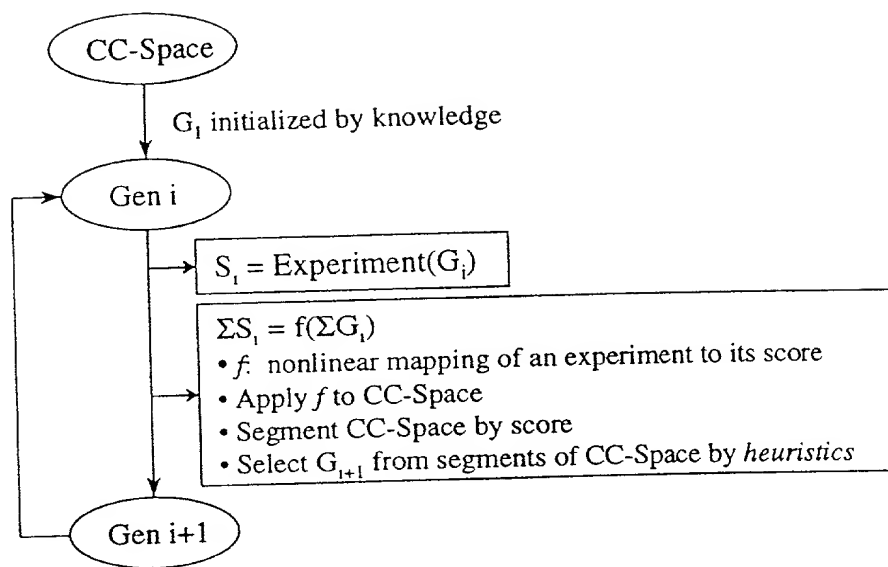 CC-Space
G₁ initialized by knowledge
Gen i
Sᵢ = Experiment(Gᵢ)
ΣSᵢ = f(ΣGᵢ)
• f: nonlinear mapping of an experiment to its score
• Apply f to CC-Space
• Segment CC-Space by score
• Select Gᵢ₊₁ from segments of CC-Space by heuristics
Gen i+1